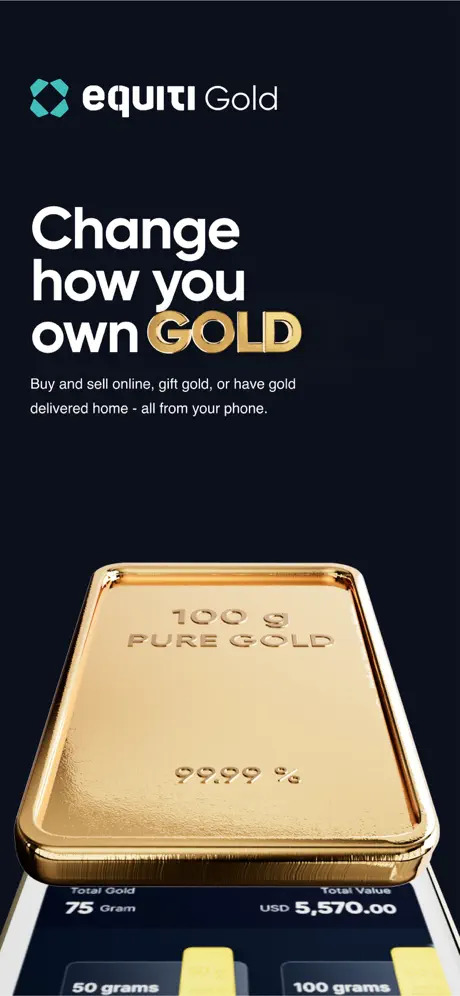 equiti Gold
Change
how you
own GOLD
Buy and sell online, gift gold, or have gold
delivered home - all from your phone.
100 g
PURE GOLD
99.99 %
Total Gold Total Value
75 Gram USD 5,570.00
50 grams 100 grams